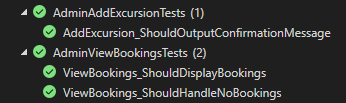 AdminAddExcursionTests (1)
AddExcursion_ShouldOutputConfirmationMessage
AdminViewBookingsTests (2)
ViewBookings_ShouldDisplayBookings
ViewBookings_ShouldHandleNoBookings